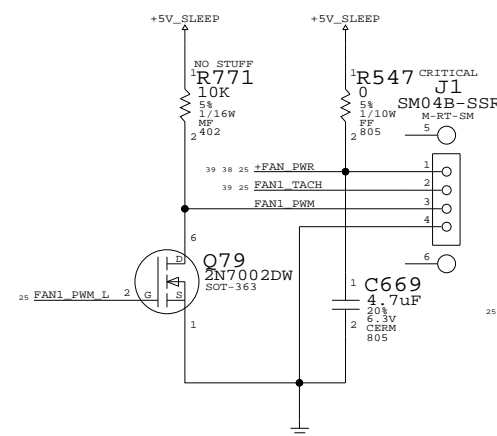 +5V_SLEEP
+5V_SLEEP
NO STUFF
1
R771
10K
5%
1/16W
MF
402
2
1
R547
0
5%
1/10W
FF
805
2
CRITICAL
J1
SM04B-SSR
M-RT-SM
5
39 38 25 +FAN_PWR
1
39 25 FAN1_TACH
2
FAN1_PWM
3
4
6
6
D
Q79
2N7002DW
SOT-363
25 FAN1_PWM_L
2
G
S
1
1
C669
4.7uF
20%
6.3V
CERM
805
2
25